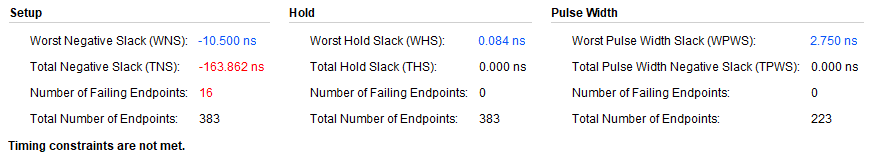 Setup
Worst Negative Slack (WNS): -10.500 ns
Total Negative Slack (TNS): -163.862 ns
Number of Failing Endpoints: 16
Total Number of Endpoints: 383
Hold
Worst Hold Slack (WHS): 0.084 ns
Total Hold Slack (THS): 0.000 ns
Number of Failing Endpoints: 0
Total Number of Endpoints: 383
Pulse Width
Worst Pulse Width Slack (WPWS): 2.750 ns
Total Pulse Width Negative Slack (TPWS): 0.000 ns
Number of Failing Endpoints: 0
Total Number of Endpoints: 223
Timing constraints are not met.